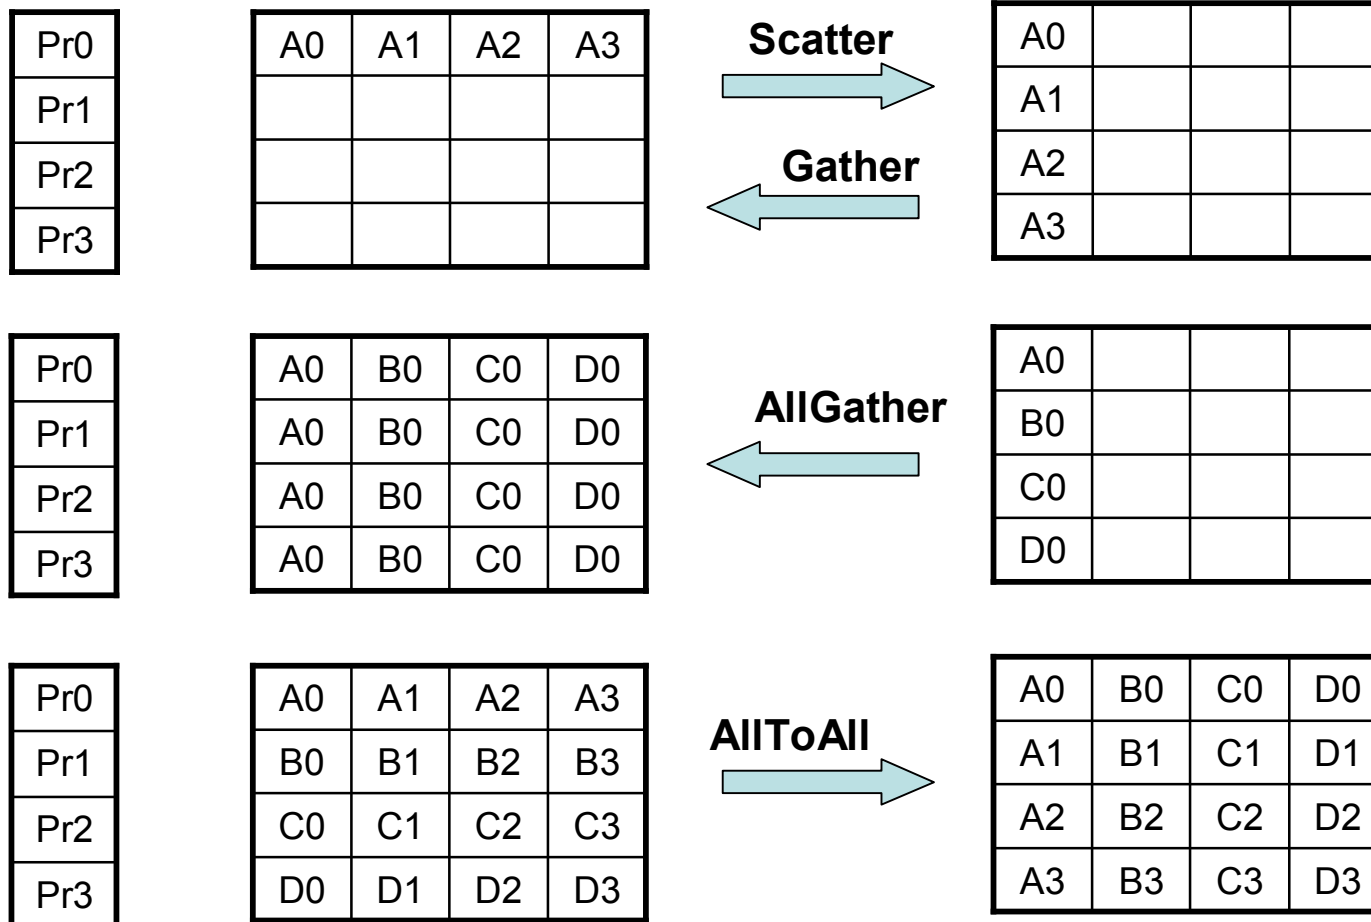 Pr0 A0 A1 A2 A3 Scatter A0
Pr1 A1
Pr2 Gather A2
Pr3 A3
Pr0 A0 B0 C0 D0 A0
Pr1 A0 B0 C0 D0 AllGather B0
Pr2 A0 B0 C0 D0 C0
Pr3 A0 B0 C0 D0 D0
Pr0 A0 A1 A2 A3 A0 B0 C0 D0
Pr1 B0 B1 B2 B3 AllToAll A1 B1 C1 D1
Pr2 C0 C1 C2 C3 A2 B2 C2 D2
Pr3 D0 D1 D2 D3 A3 B3 C3 D3